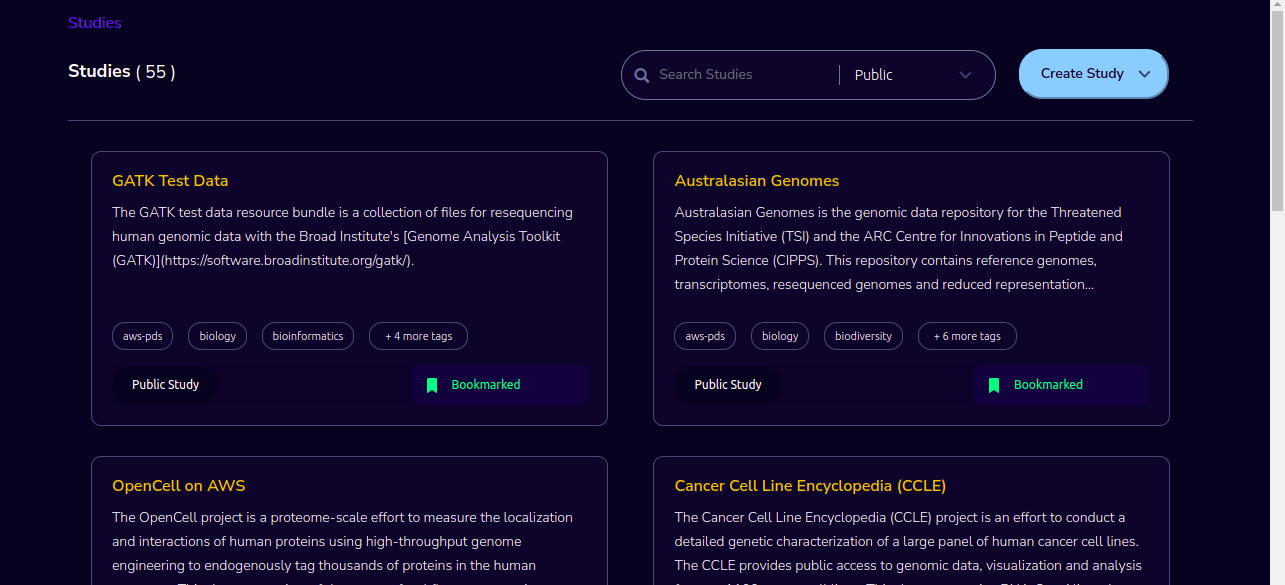 Studies
Studies ( 55 )
Search Studies
Public
Create Study
GATK Test Data
The GATK test data resource bundle is a collection of files for resequencing
human genomic data with the Broad Institute's [Genome Analysis Toolkit
(GATK)](https://software.broadinstitute.org/gatk/).
aws-pds
biology
bioinformatics
+ 4 more tags
Public Study
Bookmarked
Australasian Genomes
Australasian Genomes is the genomic data repository for the Threatened
Species Initiative (TSI) and the ARC Centre for Innovations in Peptide and
Protein Science (CIPPS). This repository contains reference genomes,
transcriptomes, resequenced genomes and reduced representation...
aws-pds
biology
biodiversity
+ 6 more tags
Public Study
Bookmarked
OpenCell on AWS
The OpenCell project is a proteome-scale effort to measure the localization
and interactions of human proteins using high-throughput genome
engineering to endogenously tag thousands of proteins in the human
Cancer Cell Line Encyclopedia (CCLE)
The Cancer Cell Line Encyclopedia (CCLE) project is an effort to conduct a
detailed genetic characterization of a large panel of human cancer cell lines.
The CCLE provides public access to genomic data, visualization and analysis